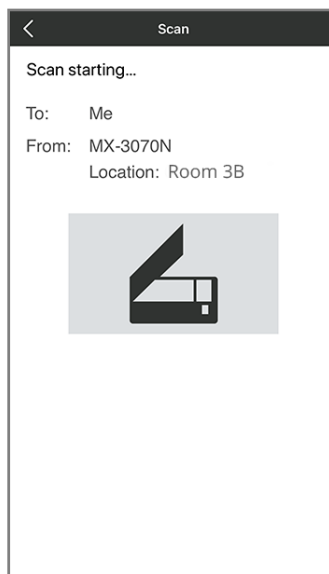 Scan
Scan starting...
To: Me
From: MX-3070N
Location: Room 3B